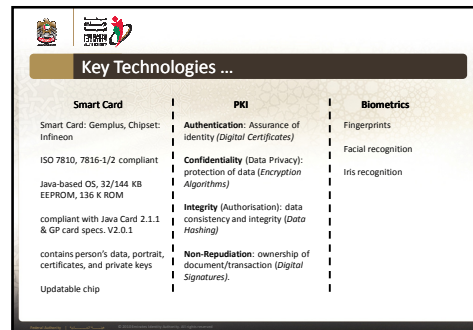 Key Technologies ...
Smart Card
Smart Card: Gemplus, Chipset:
Infineon
ISO 7810, 7816-1/2 compliant
Java-based OS, 32/144 KB
EEPROM, 136 K ROM
compliant with Java Card 2.1.1
& GP card specs. V2.0.1
contains person's data, portrait,
certificates, and private keys
Updatable chip
PKI
Authentication: Assurance of
identity (Digital Certificates)
Confidentiality (Data Privacy):
protection of data (Encryption
Algorithms)
Integrity (Authorisation): data
consistency and integrity (Data
Hashing)
Non-Repudiation: ownership of
document/transaction (Digital
Signatures).
Biometrics
Fingerprints
Facial recognition
Iris recognition
Federal Authority